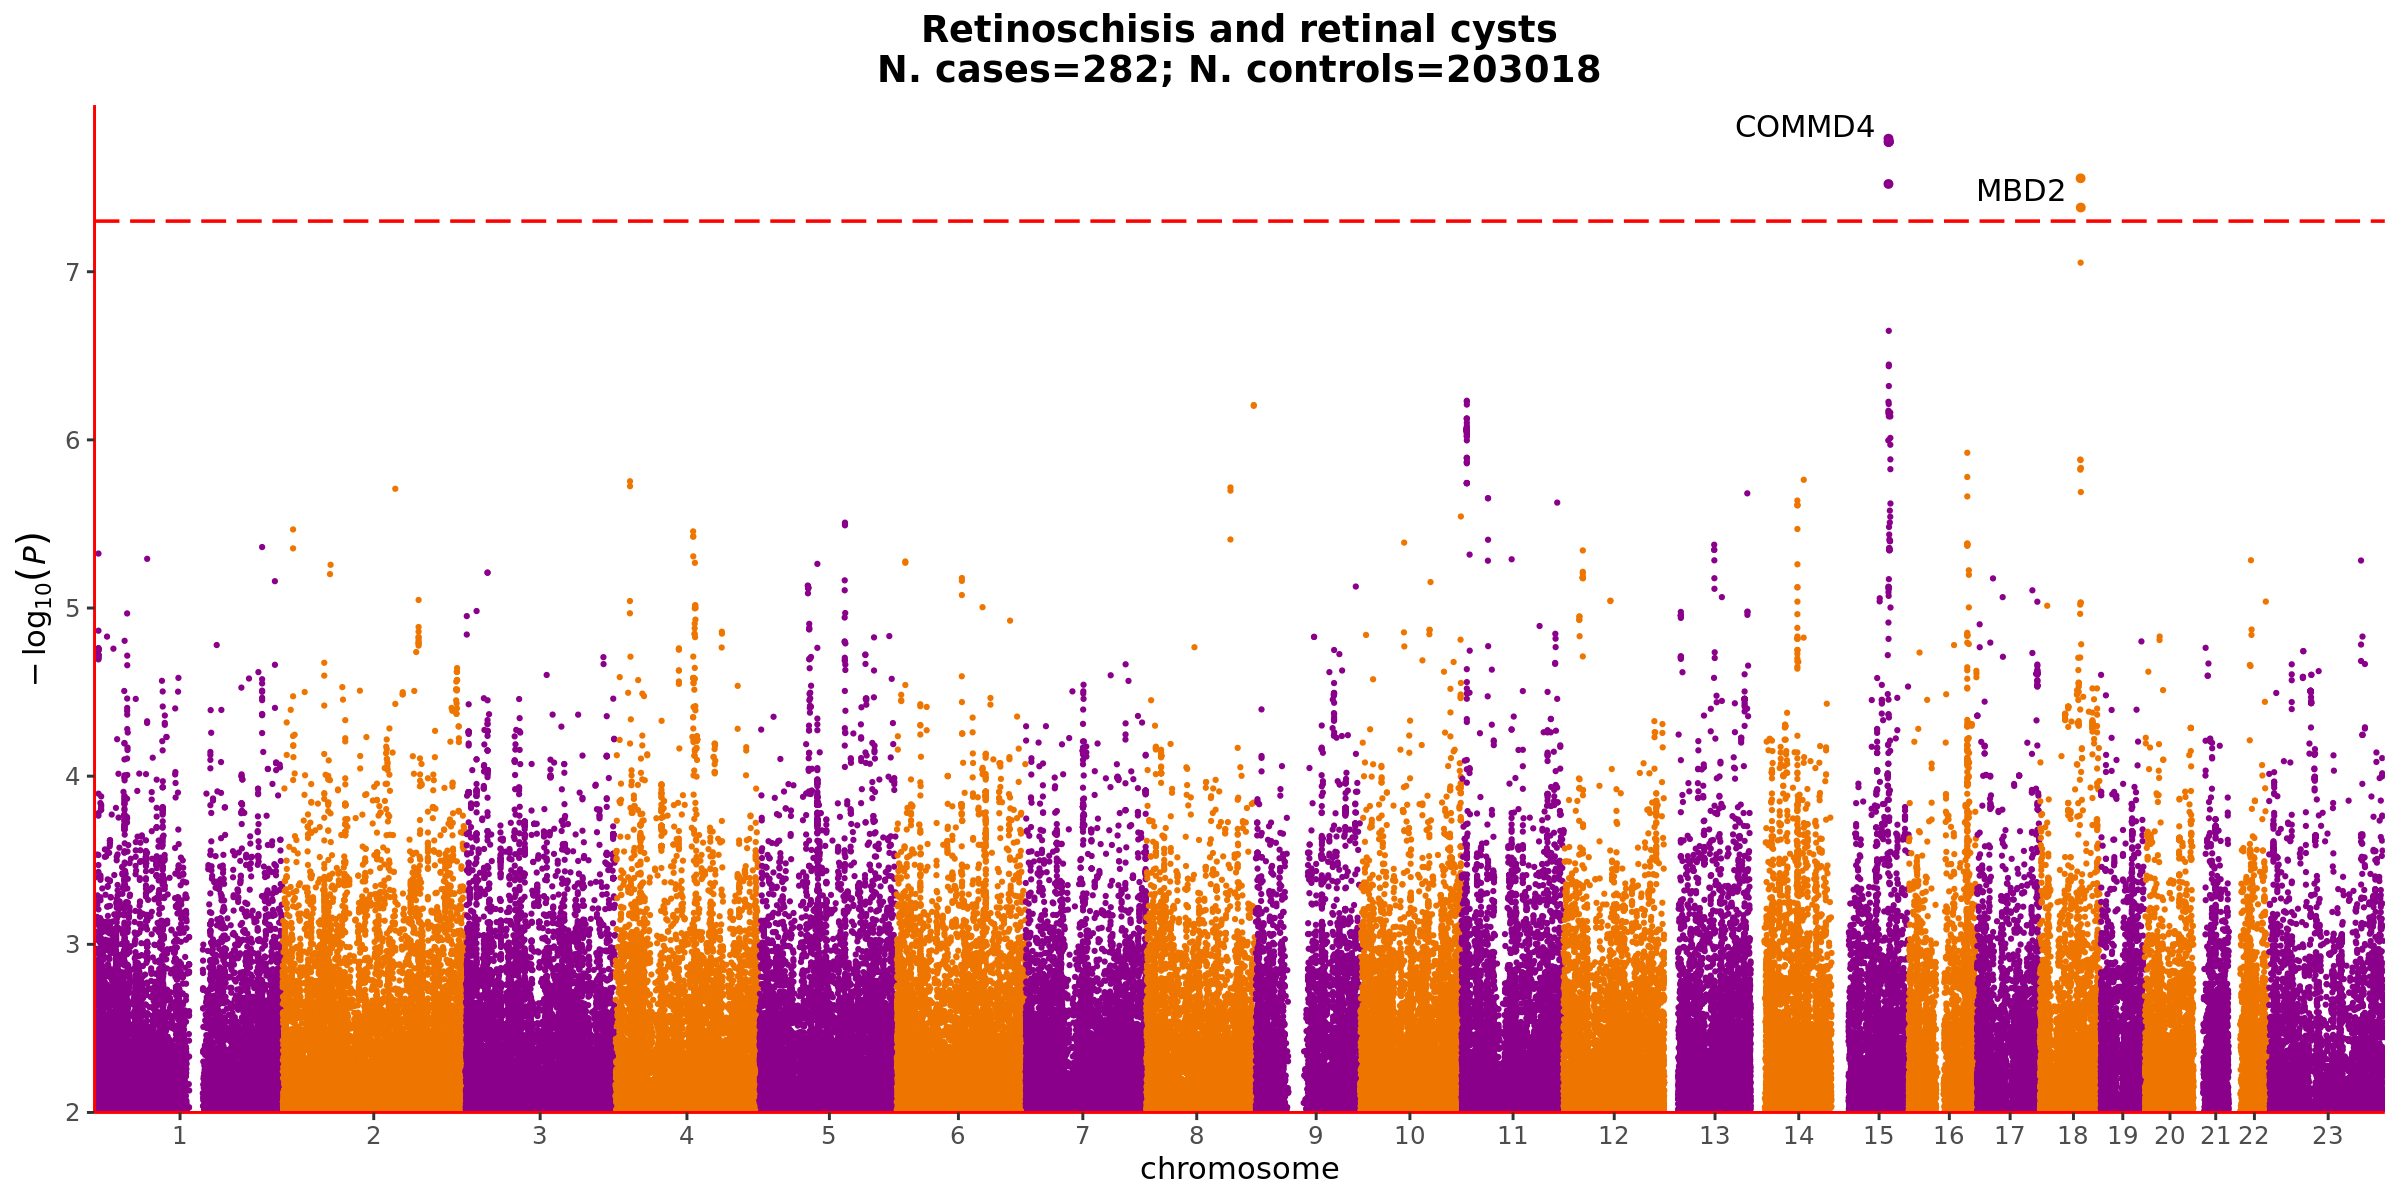 Retinoschisis and retinal cysts
N. cases=282; N. controls=203018
COMMD4
MBD2
7
6
5
4
3
2
−log10(P)
1 2 3 4 5 6 7 8 9 10 11 12 13 14 15 16 17 18 19 20 21 22 23
chromosome